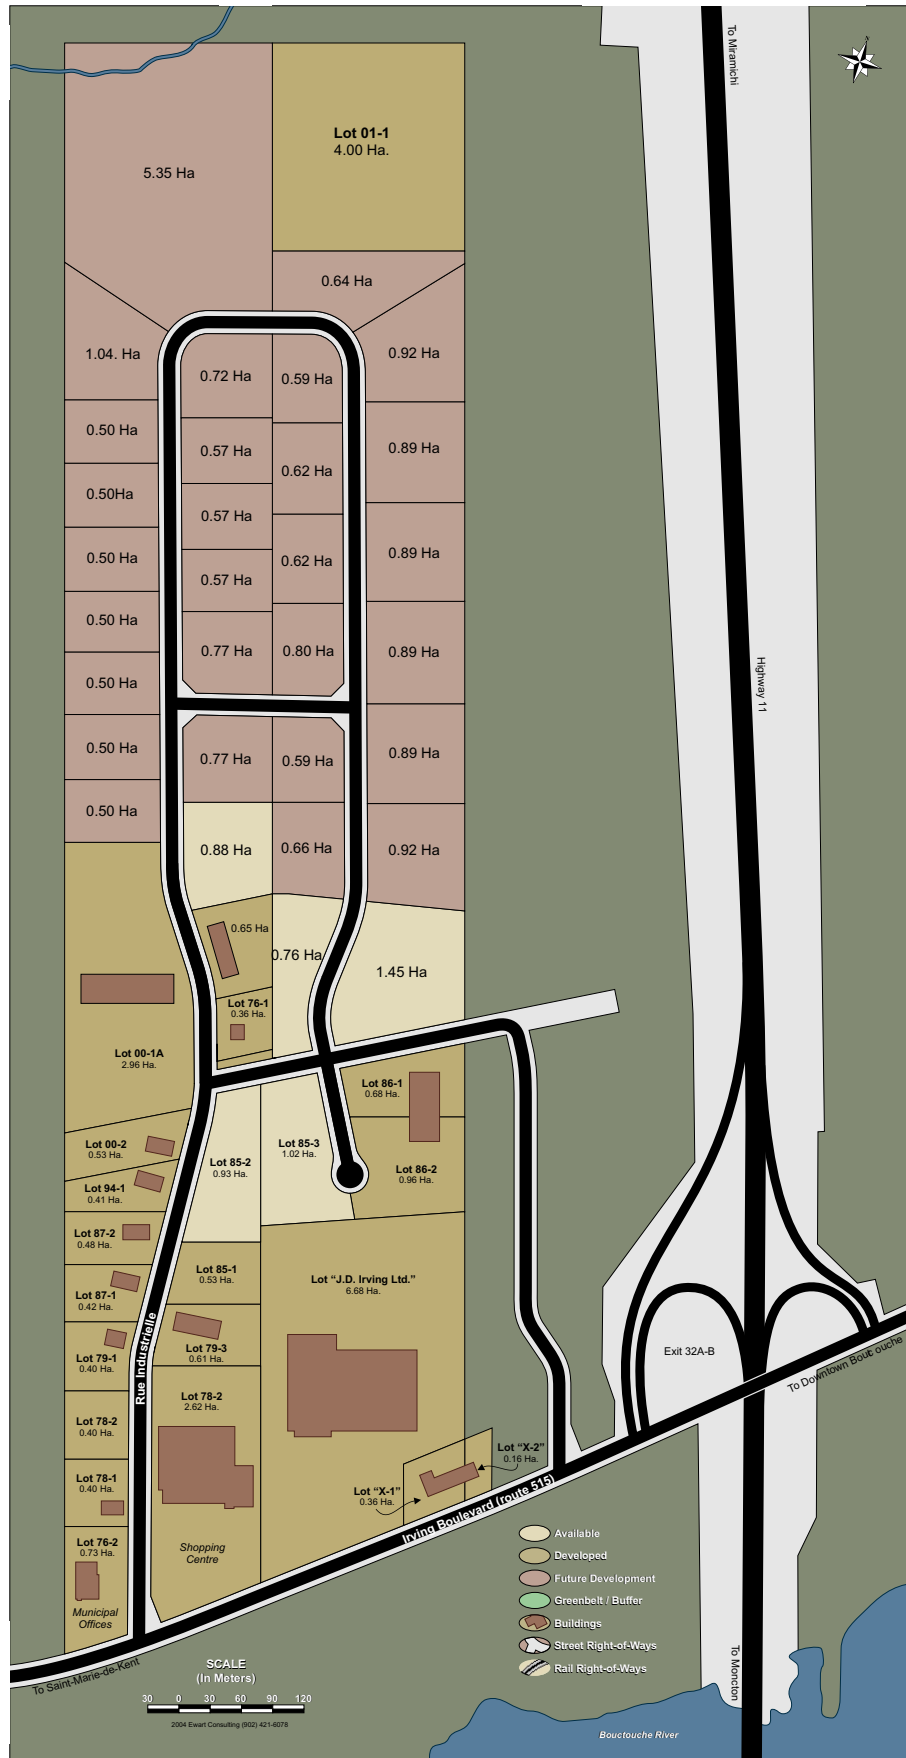 To Miramichi
N
Lot 01-1
4.00 Ha.
5.35 Ha
0.64 Ha
1.04. Ha
0.72 Ha
0.59 Ha
0.92 Ha
0.50 Ha
0.57 Ha
0.62 Ha
0.89 Ha
0.50Ha
0.57 Ha
0.50 Ha
0.57 Ha
0.62 Ha
0.89 Ha
0.50 Ha
0.77 Ha
0.80 Ha
0.89 Ha
0.50 Ha
Highway 11
0.50 Ha
0.77 Ha
0.59 Ha
0.89 Ha
0.50 Ha
0.88 Ha
0.66 Ha
0.92 Ha
0.65 Ha
0.76 Ha
1.45 Ha
Lot 76-1
0.36 Ha.
Lot 00-1A
2.96 Ha.
Lot 86-1
0.68 Ha.
Lot 00-2
0.53 Ha.
Lot 85-2
0.93 Ha.
Lot 85-3
1.02 Ha.
Lot 86-2
0.96 Ha.
Lot 94-1
0.41 Ha.
Lot 87-2
0.48 Ha.
Lot 85-1
0.53 Ha.
Lot "J.D. Irving Ltd."
6.68 Ha.
Lot 87-1
0.42 Ha.
Lot 79-1
0.40 Ha.
Lot 79-3
0.61 Ha.
Rue Industrielle
Exit 32A-B
To Downtown Bouctouche
Lot 78-2
0.40 Ha.
Lot 78-2
2.62 Ha.
Lot 78-1
0.40 Ha.
Lot "X-2"
0.16 Ha.
Lot "X-1"
0.36 Ha.
Irving Boulevard (route 515)
Lot 76-2
0.73 Ha.
Shopping
Centre
Municipal
Offices
Available
Developed
Future Development
Greenbelt / Buffer
Buildings
Street Right-of-Ways
Rail Right-of-Ways
To Saint-Marie-de-Kent
SCALE
(In Meters)
30 0 30 60 90 120
2004 Ewart Consulting (902) 421-6078
To Moncton
Bouctouche River